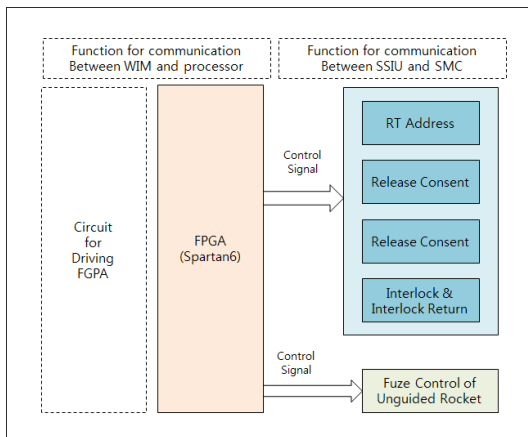 Function for communication
Between WIM and processor
Function for communication
Between SSIU and SMC
Circuit
for
Driving
FGPA
FPGA
(Spartan6)
Control
Signal
RT Address
Release Consent
Release Consent
Interlock &
Interlock Return
Control
Signal
Fuze Control of
Unguided Rocket